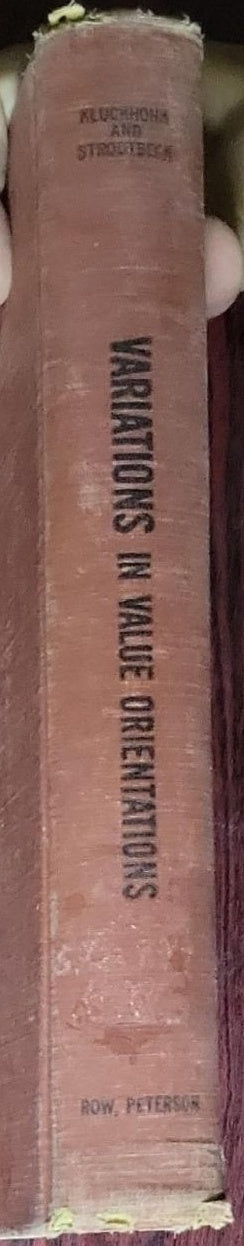 KLUCKHOHN
AND
STRODTBECK
VARIATIONS IN VALUE ORIENTATIONS
ROW, PETERSON